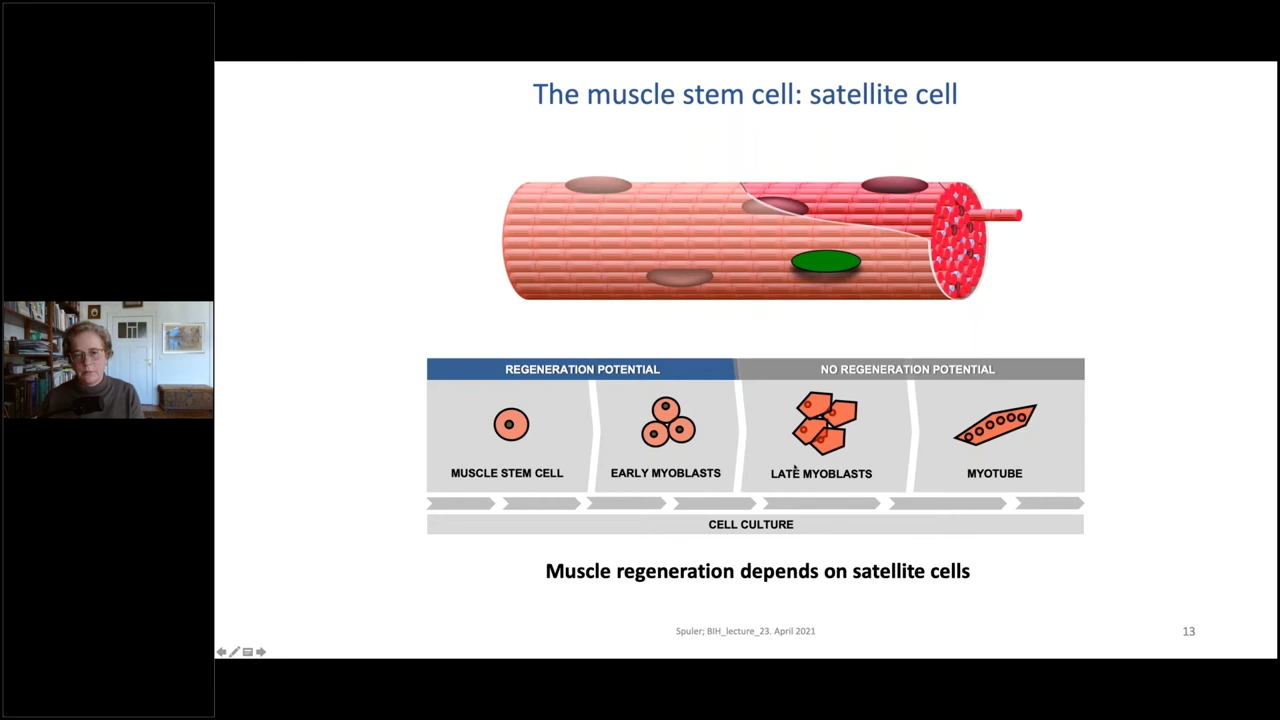 The muscle stem cell: satellite cell
REGENERATION POTENTIAL
NO REGENERATION POTENTIAL
MUSCLE STEM CELL
EARLY MYOBLASTS
LATE MYOBLASTS
MYOTUBE
CELL CULTURE
Muscle regeneration depends on satellite cells
Spuler; BIH_lecture_23. April 2021
13